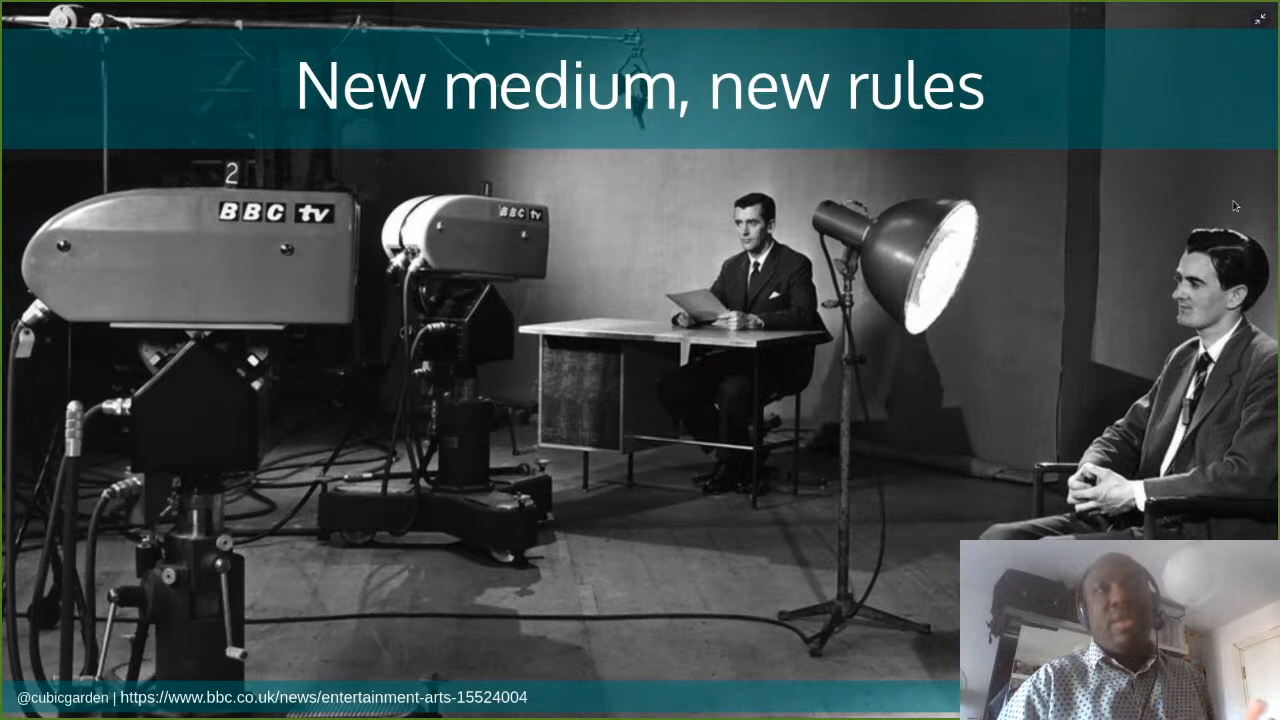 New medium, new rules
2
BBC tv
BBC tv
@cubicgarden | https://www.bbc.co.uk/news/entertainment-arts-15524004